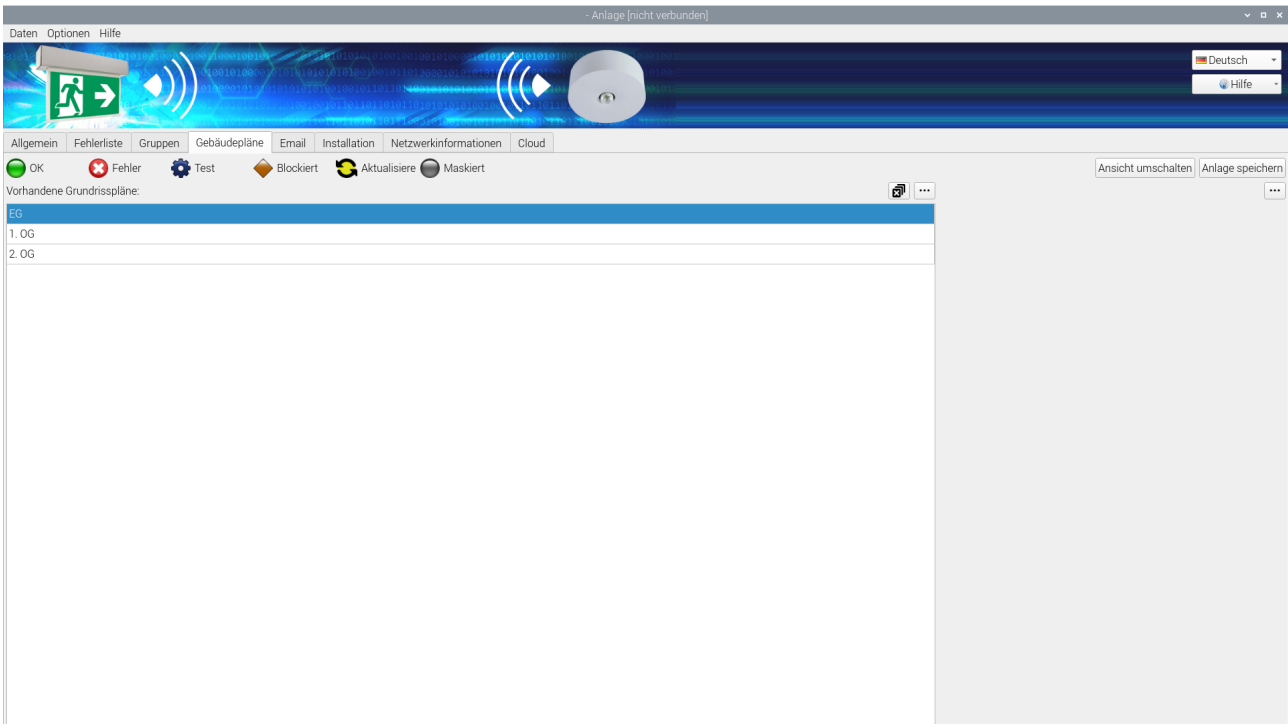 - Anlage [nicht verbunden]
Daten Optionen Hilfe
Deutsch
Hilfe
Allgemein Fehlerliste Gruppen Gebäudepläne Email Installation Netzwerkinformationen Cloud
OK Fehler Test Blockiert Aktualisiere Maskiert Ansicht umschalten Anlage speichern
Vorhandene Grundrisspläne:
EG
1. OG
2. OG